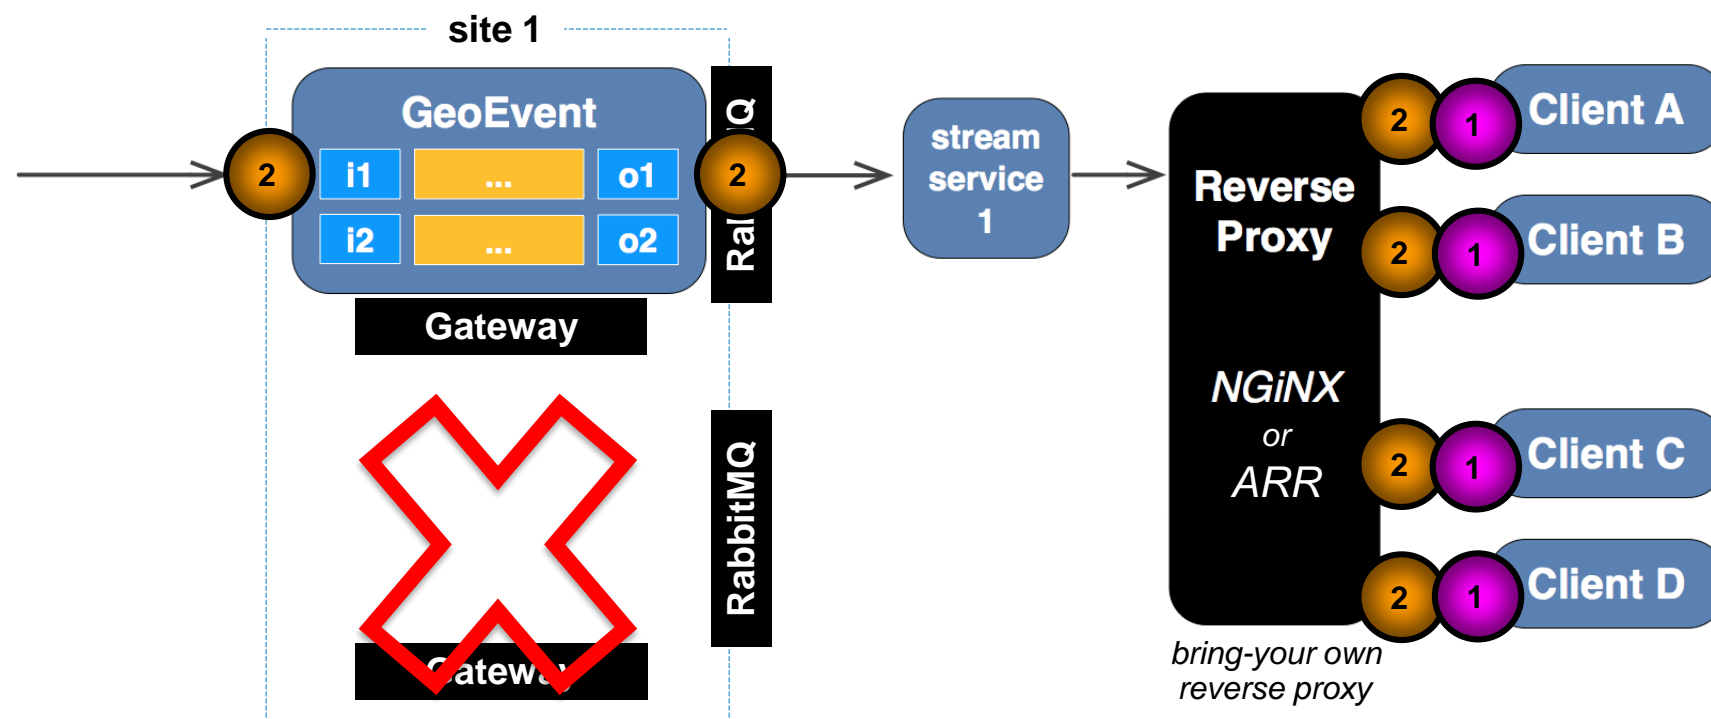 site 1
GeoEvent
2
i1
...
o1
2
i2
...
o2
Gateway
RabbitMQ
Gateway
stream
service
1
Reverse
Proxy
NGiNX
or
ARR
bring-your own
reverse proxy
2
1
Client A
2
1
Client B
2
1
Client C
2
1
Client D